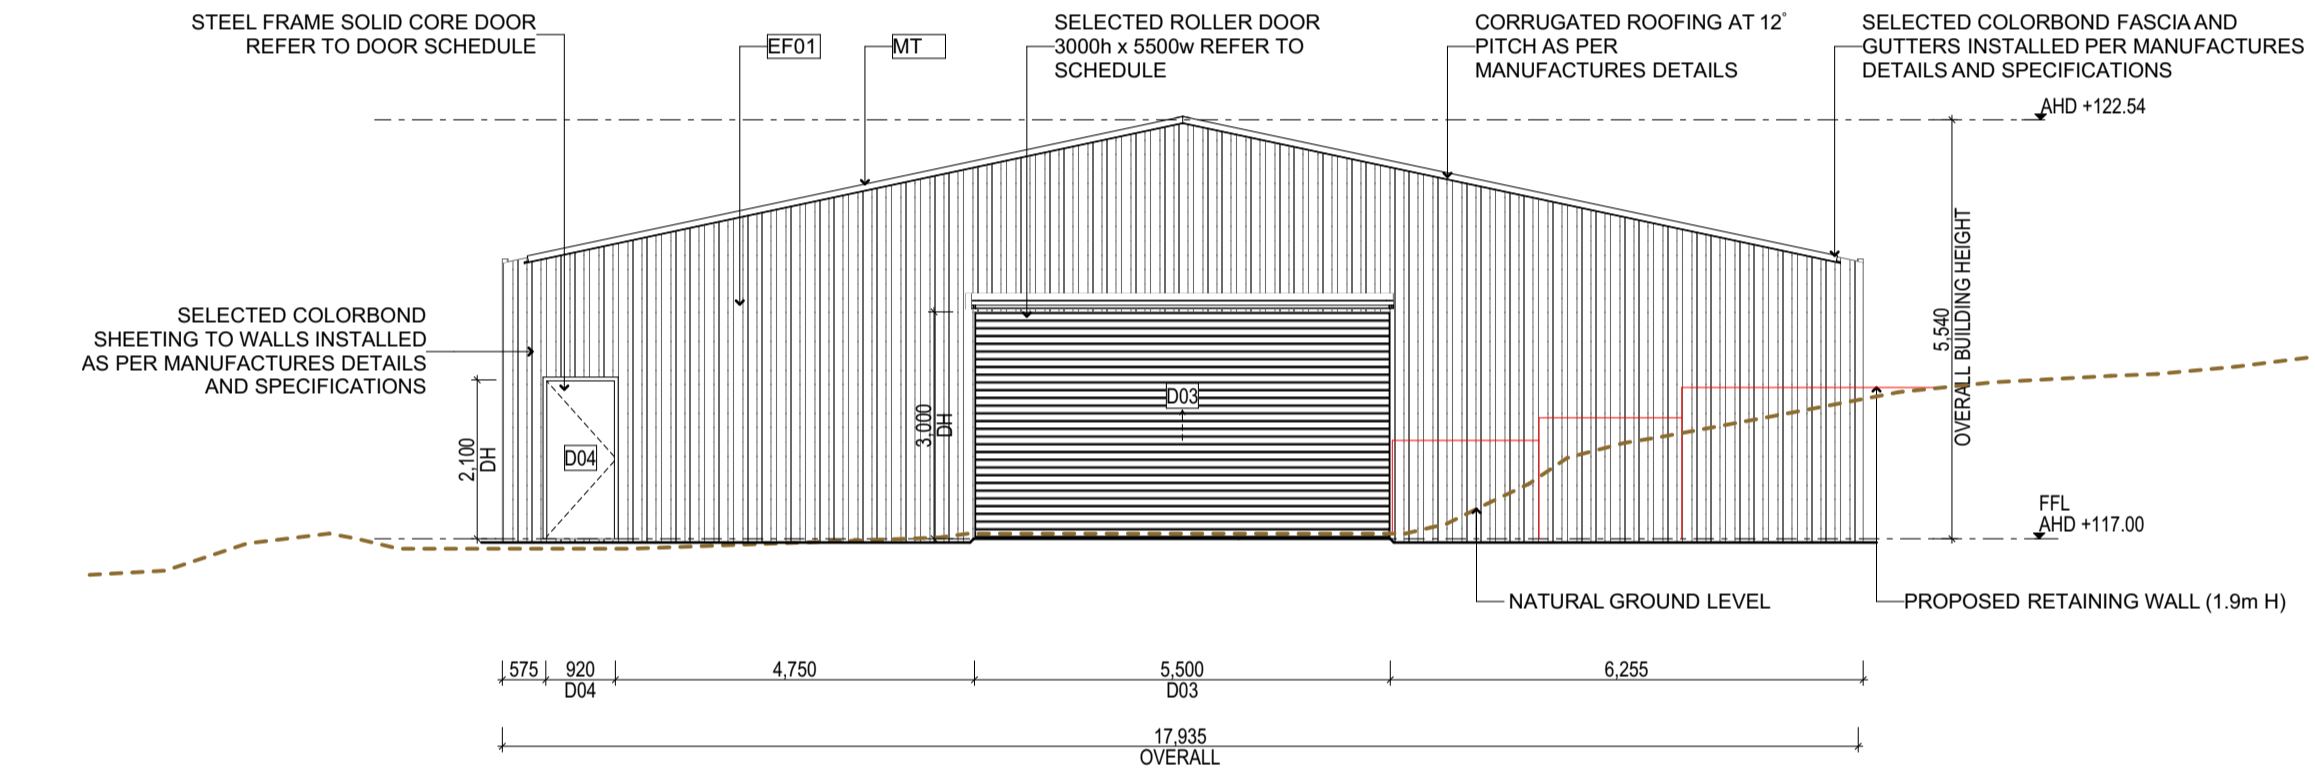 STEEL FRAME SOLID CORE DOOR
REFER TO DOOR SCHEDULE
EF01
MT
SELECTED ROLLER DOOR
3000h x 5500w REFER TO
SCHEDULE
CORRUGATED ROOFING AT 12°
PITCH AS PER
MANUFACTURES DETAILS
SELECTED COLORBOND FASCIA AND
GUTTERS INSTALLED PER MANUFACTURES
DETAILS AND SPECIFICATIONS
AHD +122.54
SELECTED COLORBOND
SHEETING TO WALLS INSTALLED
AS PER MANUFACTURES DETAILS
AND SPECIFICATIONS
2,100
DH
D04
3,000
DH
D03
5,540
OVERALL BUILDING HEIGHT
FFL
AHD +117.00
NATURAL GROUND LEVEL
PROPOSED RETAINING WALL (1.9m H)
575
920
D04
4,750
5,500
D03
6,255
17,935
OVERALL